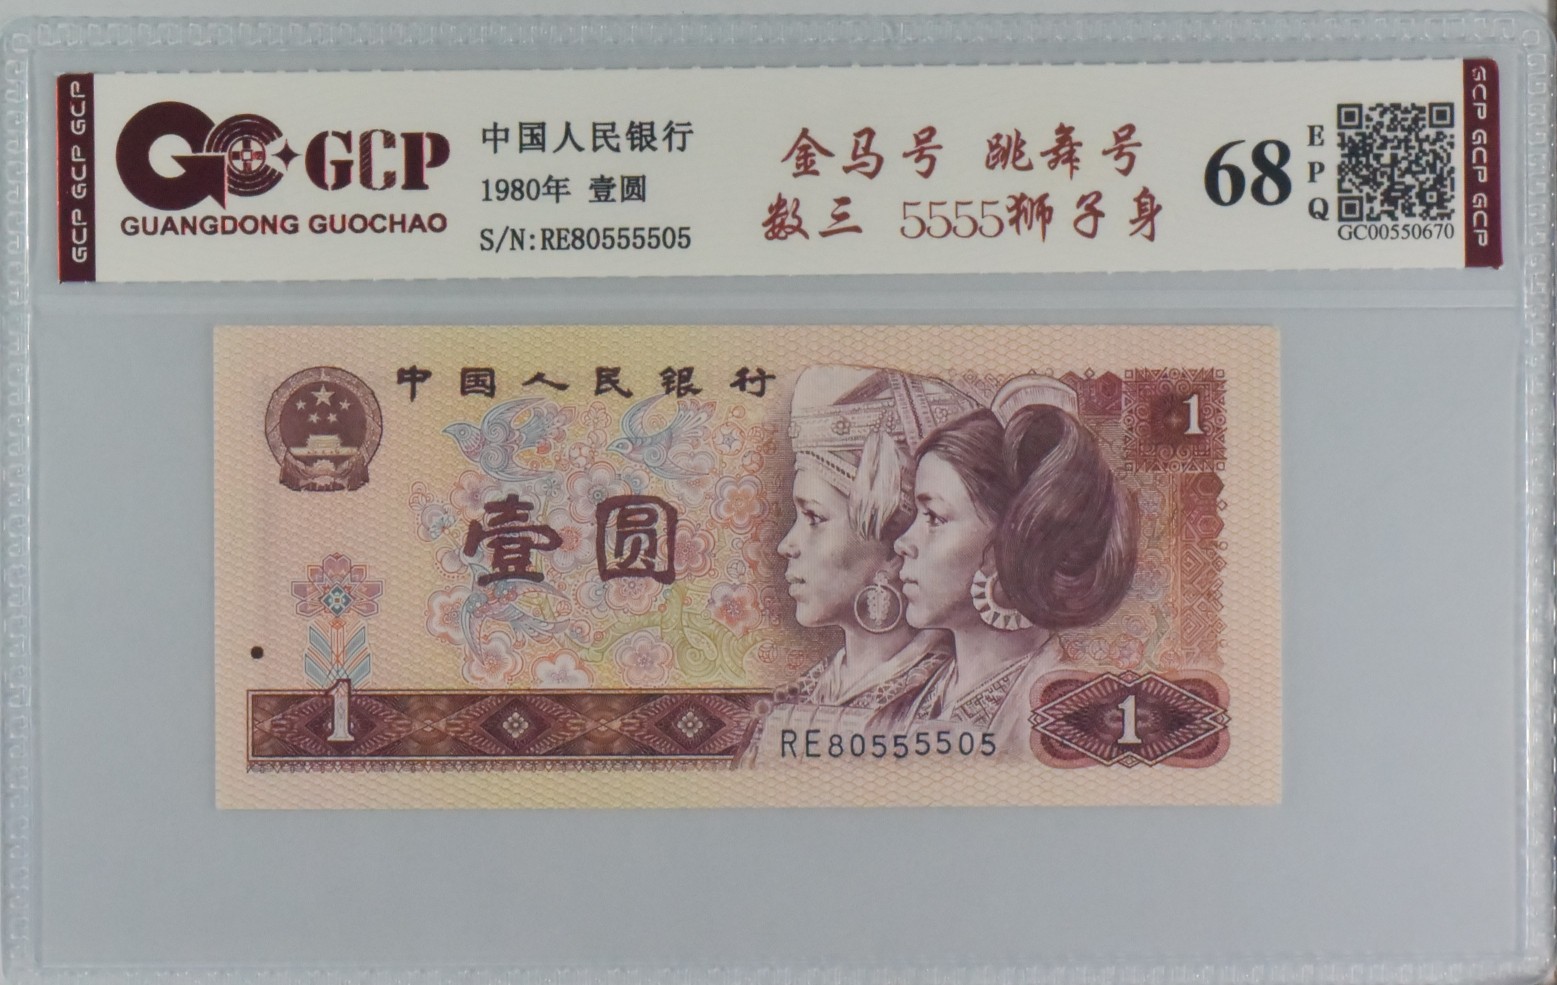 GCP GCP GCP
GCP
GUANGDONG GUOCHAO
中国人民银行
1980年 壹圆
S/N:RE80555505
金马号 跳舞号
数三 5555狮子身
68
EPQ
GC00550670
GCP GCP GCP
中国人民银行
1
壹圆
1
RE80555505
1